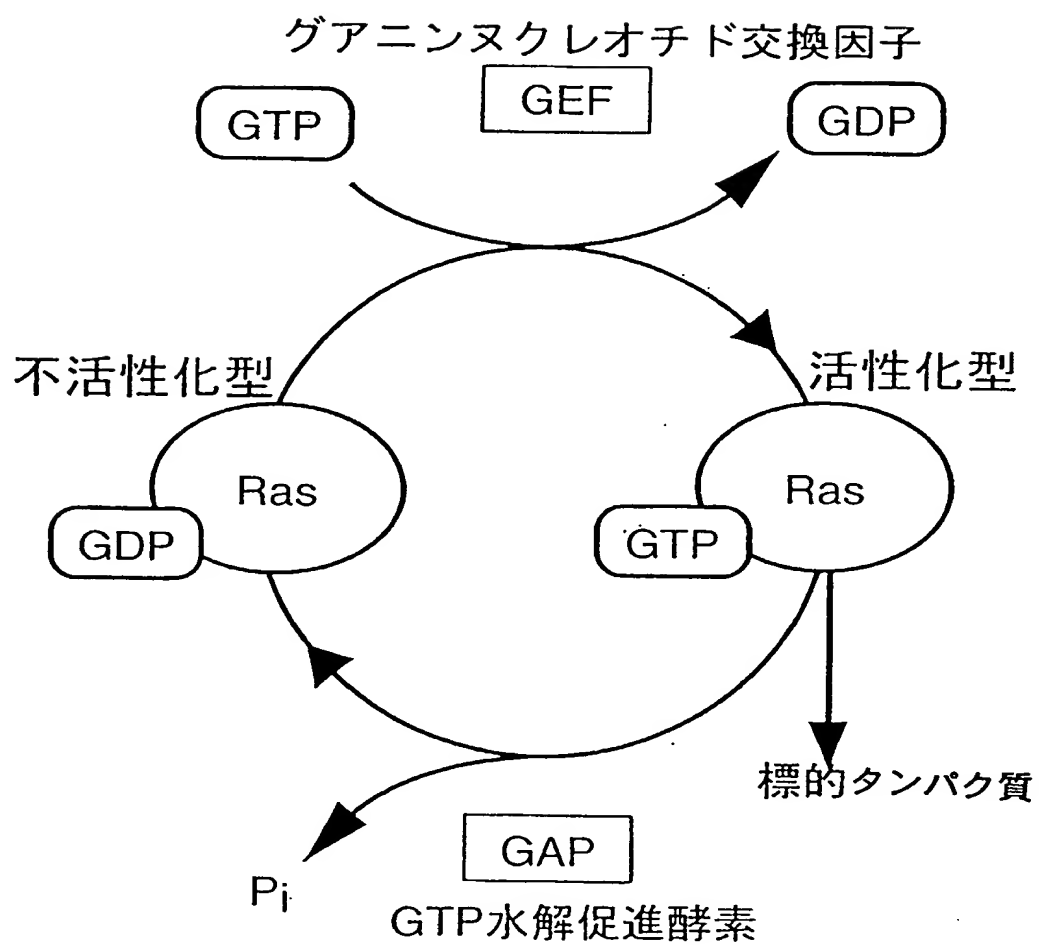 グアニンヌクレオチド交換因子
GEF
GTP
GDP
不活性化型
活性化型
Ras
GDP
Ras
GTP
標的タンパク質
Pi
GAP
GTP水解促進酵素